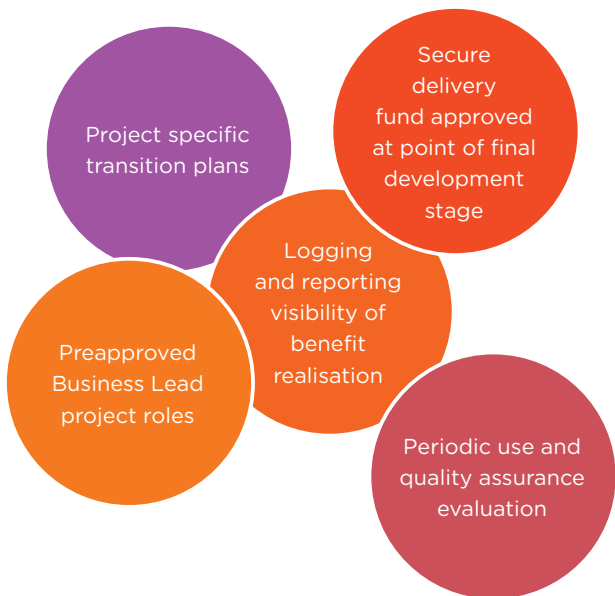 Project specific
transition plans
Secure
delivery
fund approved
at point of final
development
stage
Logging
and reporting
visibility of
benefit
realisation
Preapproved
Business Lead
project roles
Periodic use and
quality assurance
evaluation